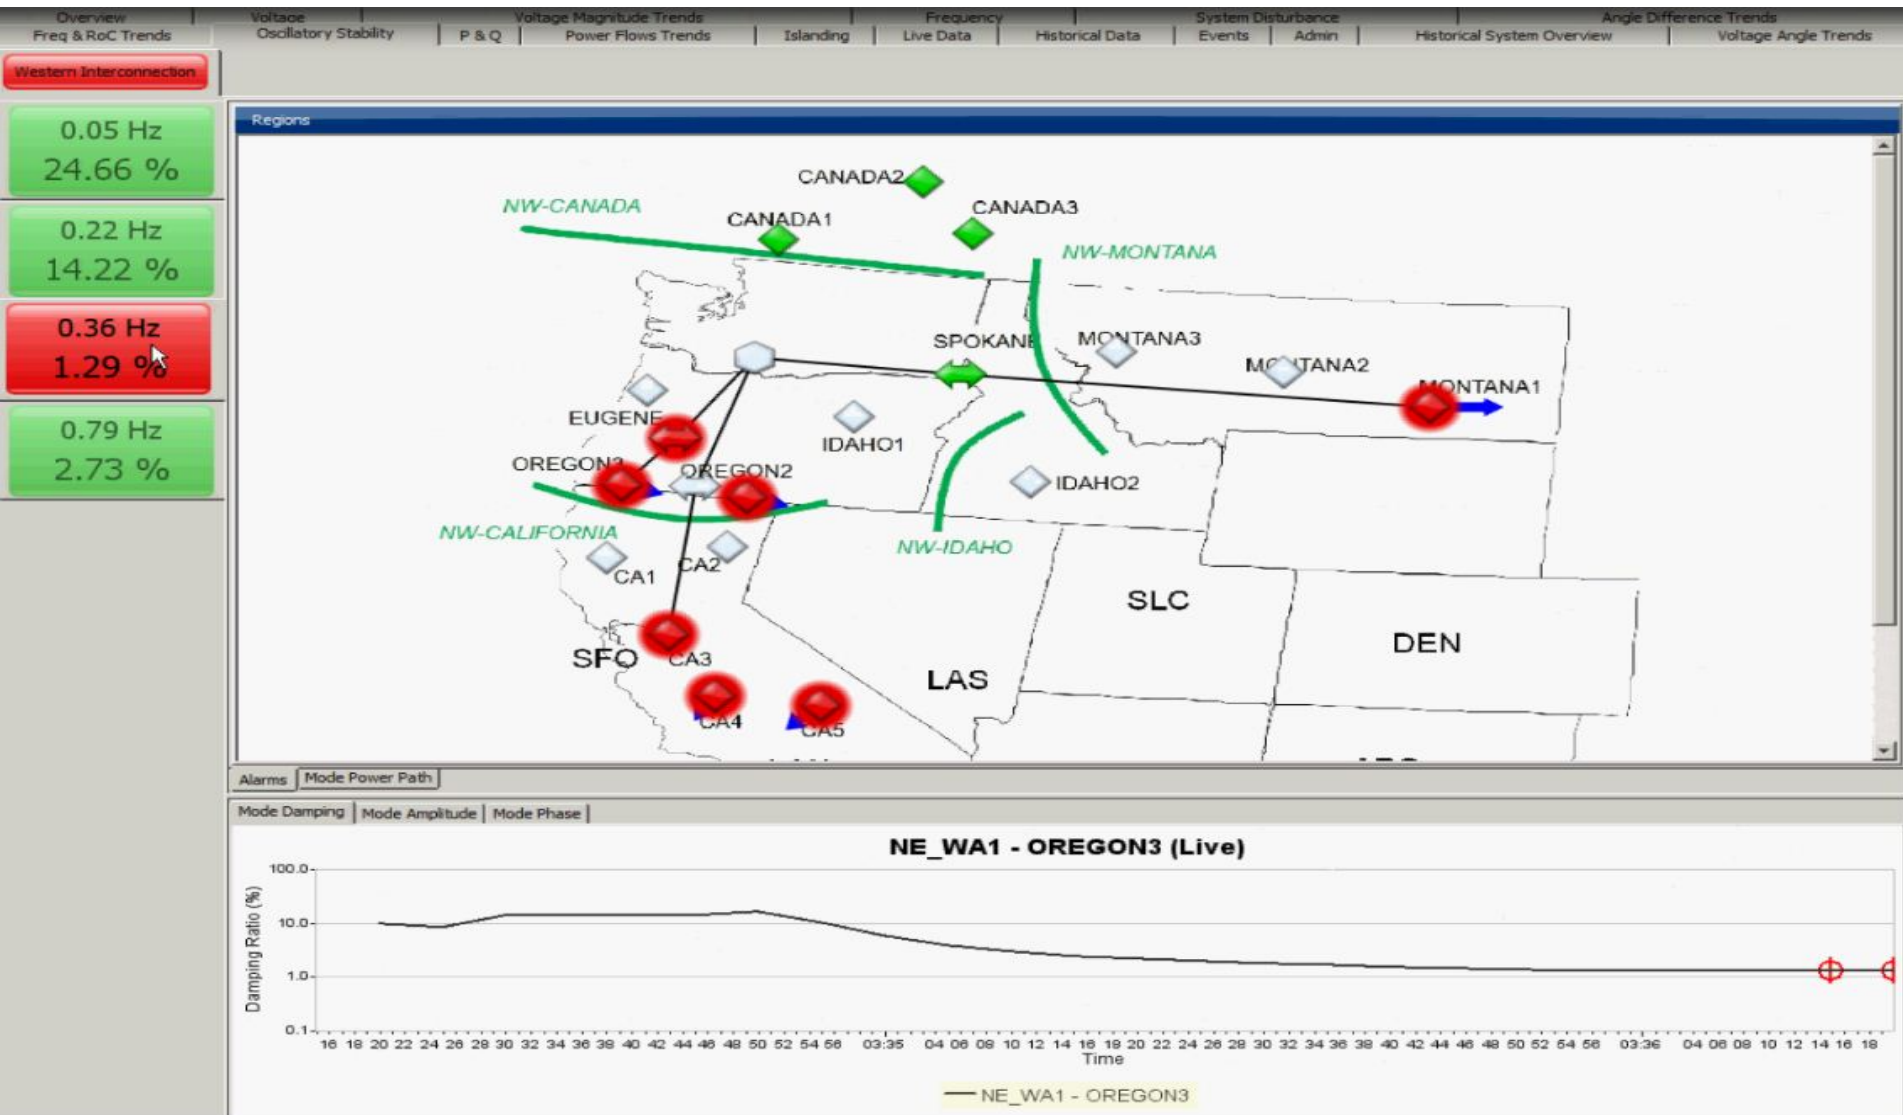 Overview Voltage Voltage Magnitude Trends Frequency System Disturbance Angle Difference Trends
Freq & RoC Trends Oscillatory Stability P & Q Power Flows Trends Islanding Live Data Historical Data Events Admin Historical System Overview Voltage Angle Trends
Western Interconnection
0.05 Hz
24.66 %
0.22 Hz
14.22 %
0.36 Hz
1.29 %
0.79 Hz
2.73 %
Regions
CANADA2
NW-CANADA
CANADA3
CANADA1
NW-MONTANA
SPOKANE
MONTANA3
MONTANA2
MONTANA1
EUGENE
IDAHO1
OREGON3
OREGON2
IDAHO2
NW-CALIFORNIA
NW-IDAHO
CA1
CA2
SLC
SFO
CA3
DEN
LAS
CA4
CA5
Alarms Mode Power Path
Mode Damping Mode Amplitude Mode Phase
NE_WA1 - OREGON3 (Live)
Damping Ratio (%)
100.0
10.0
1.0
0.1
16 18 20 22 24 26 28 30 32 34 36 38 40 42 44 46 48 50 52 54 56 03:35 04 06 08 10 12 14 16 18 20 22 24 26 28 30 32 34 36 38 40 42 44 46 48 50 52 54 56 03:36 04 06 08 10 12 14 16 18
Time
NE_WA1 - OREGON3